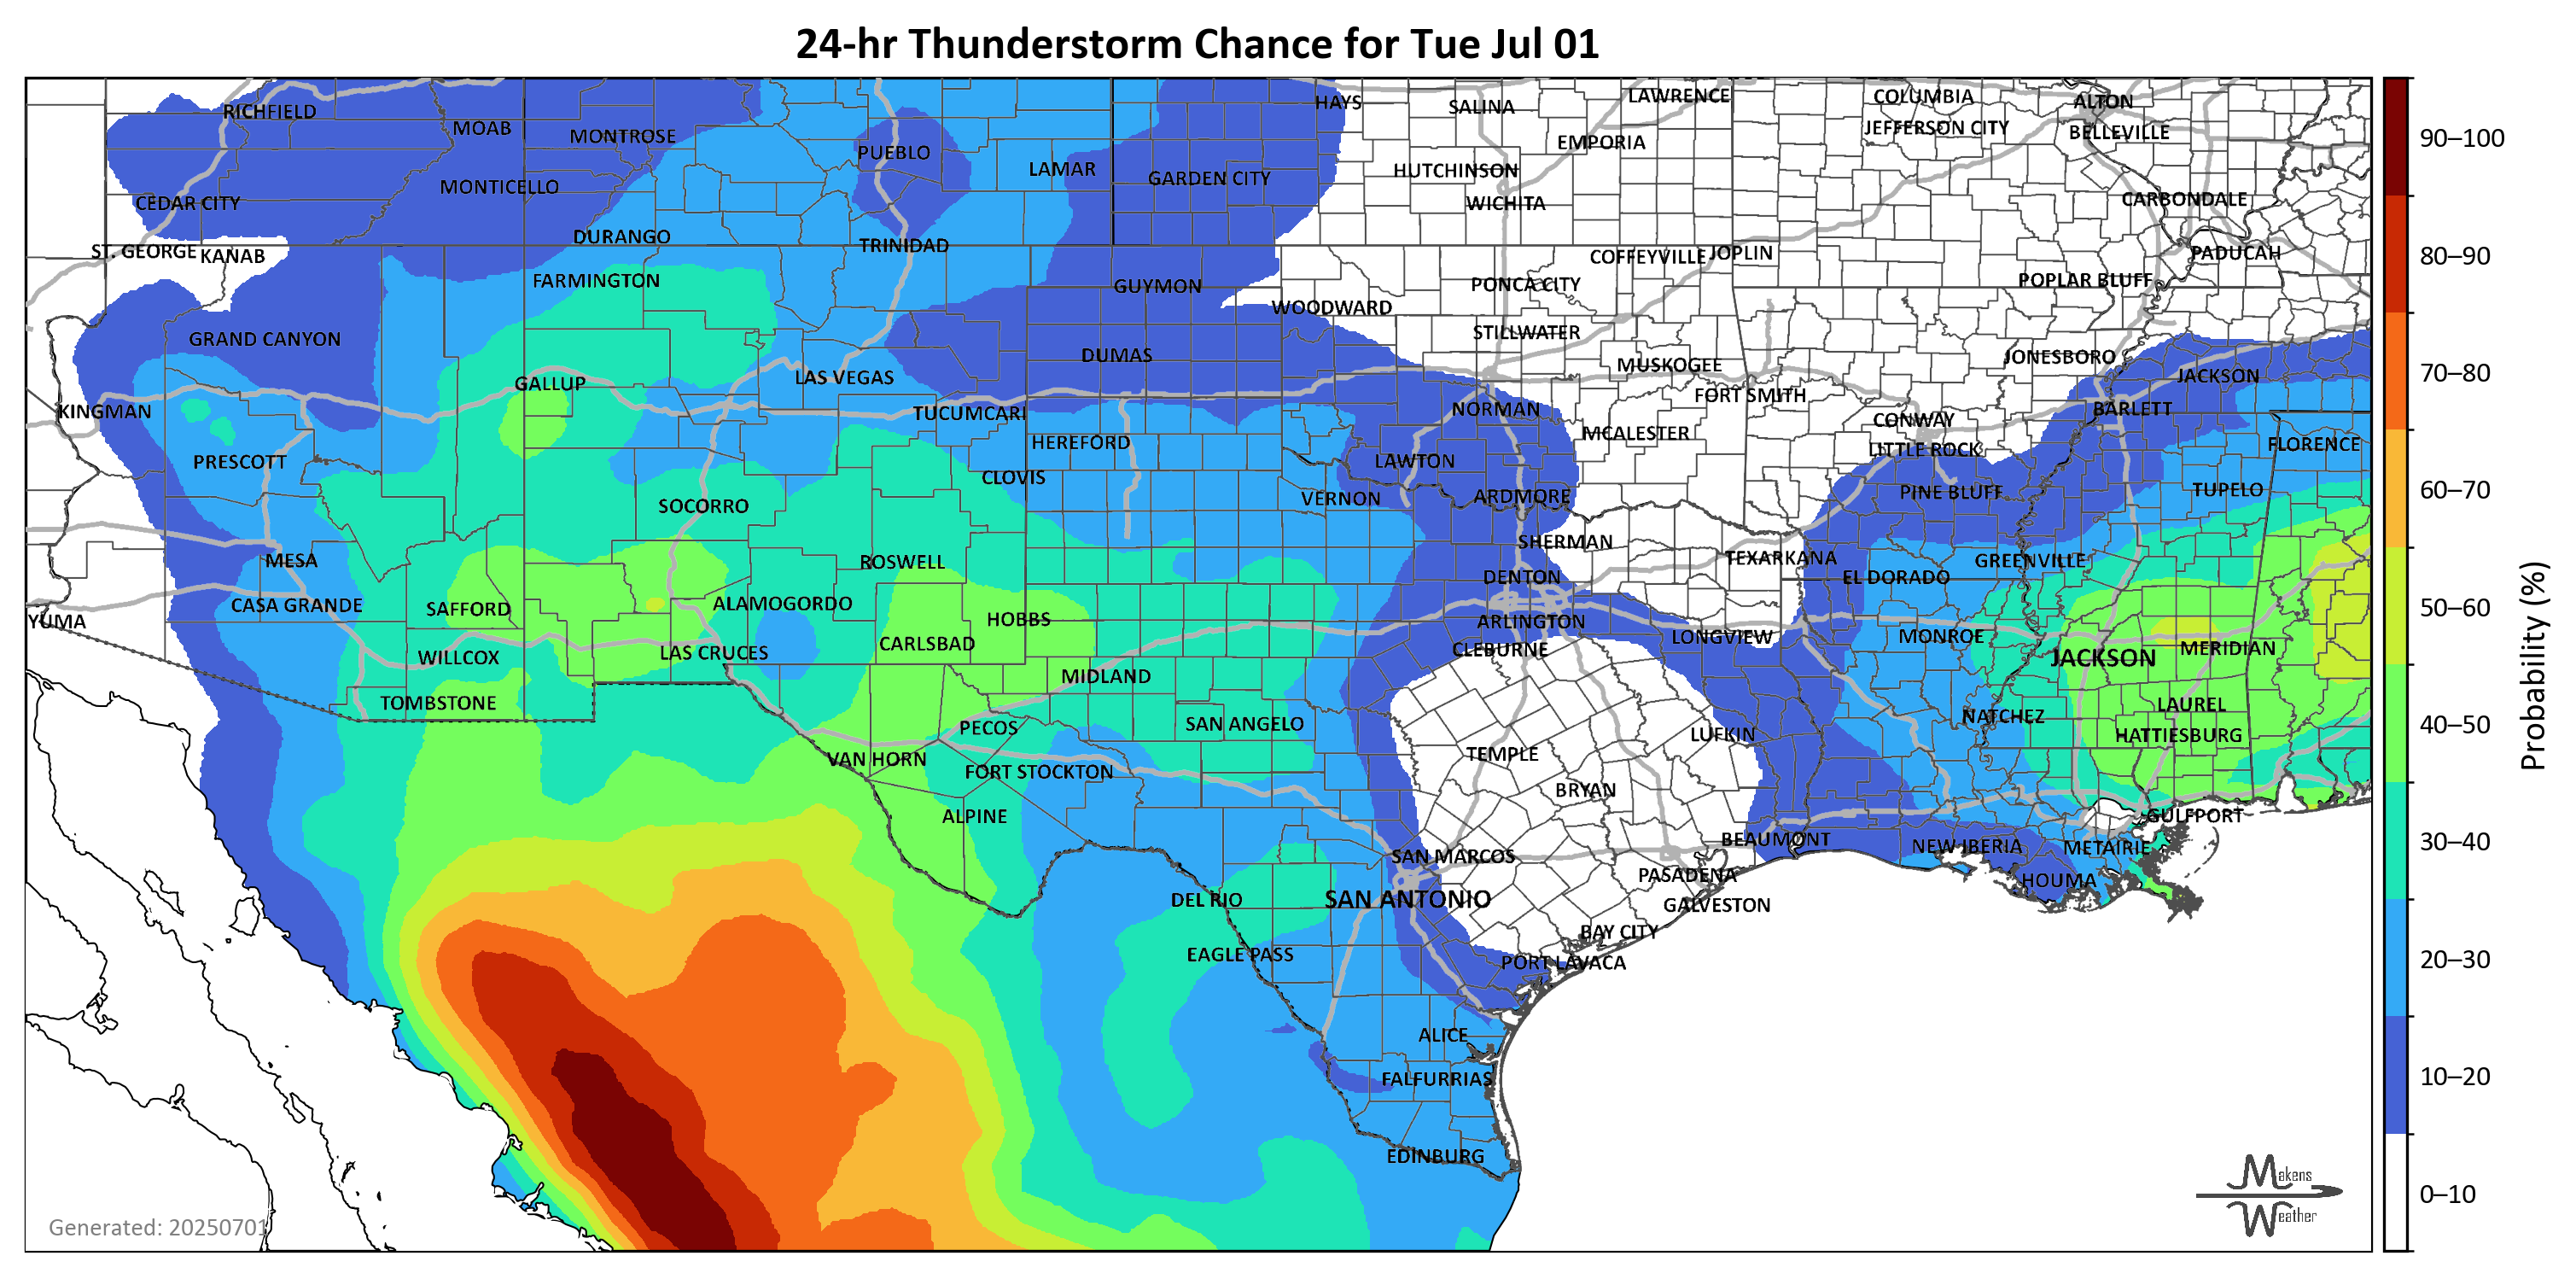 24-hr Thunderstorm Chance for Tue Jul 01
HAYS
SALINA
LAWRENCE
COLUMBIA
ALTON
RICHFIELD
MOAB
MONTROSE
PUEBLO
EMPORIA
JEFFERSON CITY
BELLEVILLE
90–100
LAMAR
GARDEN CITY
HUTCHINSON
MONTICELLO
CEDAR CITY
WICHITA
CARBONDALE
DURANGO
TRINIDAD
ST. GEORGE
KANAB
COFFEYVILLE
JOPLIN
PADUCAH
80–90
FARMINGTON
GUYMON
PONCA CITY
POPLAR BLUFF
WOODWARD
GRAND CANYON
STILLWATER
DUMAS
MUSKOGEE
JONESBORO
70–80
GALLUP
LAS VEGAS
FORT SMITH
JACKSON
KINGMAN
TUCUMCARI
NORMAN
CONWAY
BARLETT
HEREFORD
MCALESTER
LITTLE ROCK
FLORENCE
PRESCOTT
CLOVIS
LAWTON
SOCORRO
VERNON
ARDMORE
PINE BLUFF
TUPELO
60–70
MESA
ROSWELL
SHERMAN
TEXARKANA
GREENVILLE
DENTON
EL DORADO
CASA GRANDE
SAFFORD
ALAMOGORDO
HOBBS
50–60
YUMA
CARLSBAD
ARLINGTON
LONGVIEW
MONROE
WILLCOX
LAS CRUCES
CLEBURNE
JACKSON
MERIDIAN
Probability (%)
TOMBSTONE
MIDLAND
LAUREL
PECOS
SAN ANGELO
NATCHEZ
HATTIESBURG
40–50
VAN HORN
FORT STOCKTON
TEMPLE
LUFKIN
BRYAN
ALPINE
GULFPORT
SAN MARCOS
BEAUMONT
NEW IBERIA
METAIRIE
30–40
PASADENA
HOUMA
DEL RIO
SAN ANTONIO
GALVESTON
EAGLE PASS
BAY CITY
PORT LAVACA
20–30
ALICE
FALFURRIAS
10–20
EDINBURG
Makens
Weather
0–10
Generated: 20250701